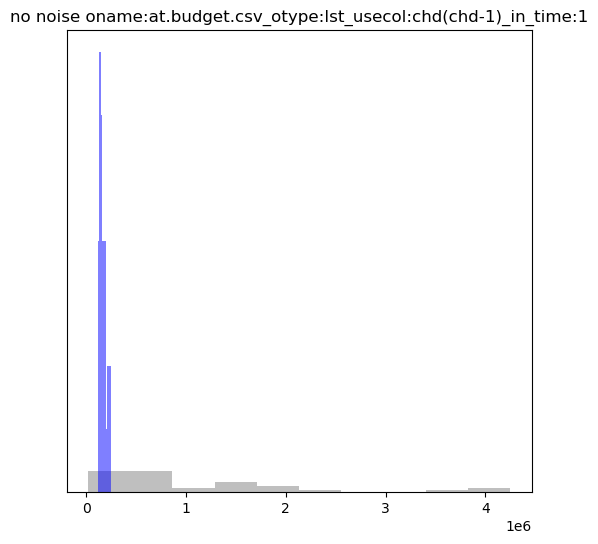 no noise oname:at.budget.csv_otype:lst_usecol:chd(chd-1)_in_time:1
0 1 2 3 4
1e6